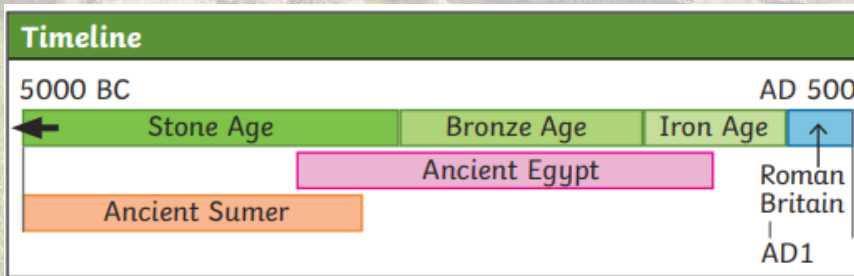 Timeline
5000 BC AD 500
Stone Age Bronze Age Iron Age
Ancient Egypt
Roman
Britain
Ancient Sumer
AD1